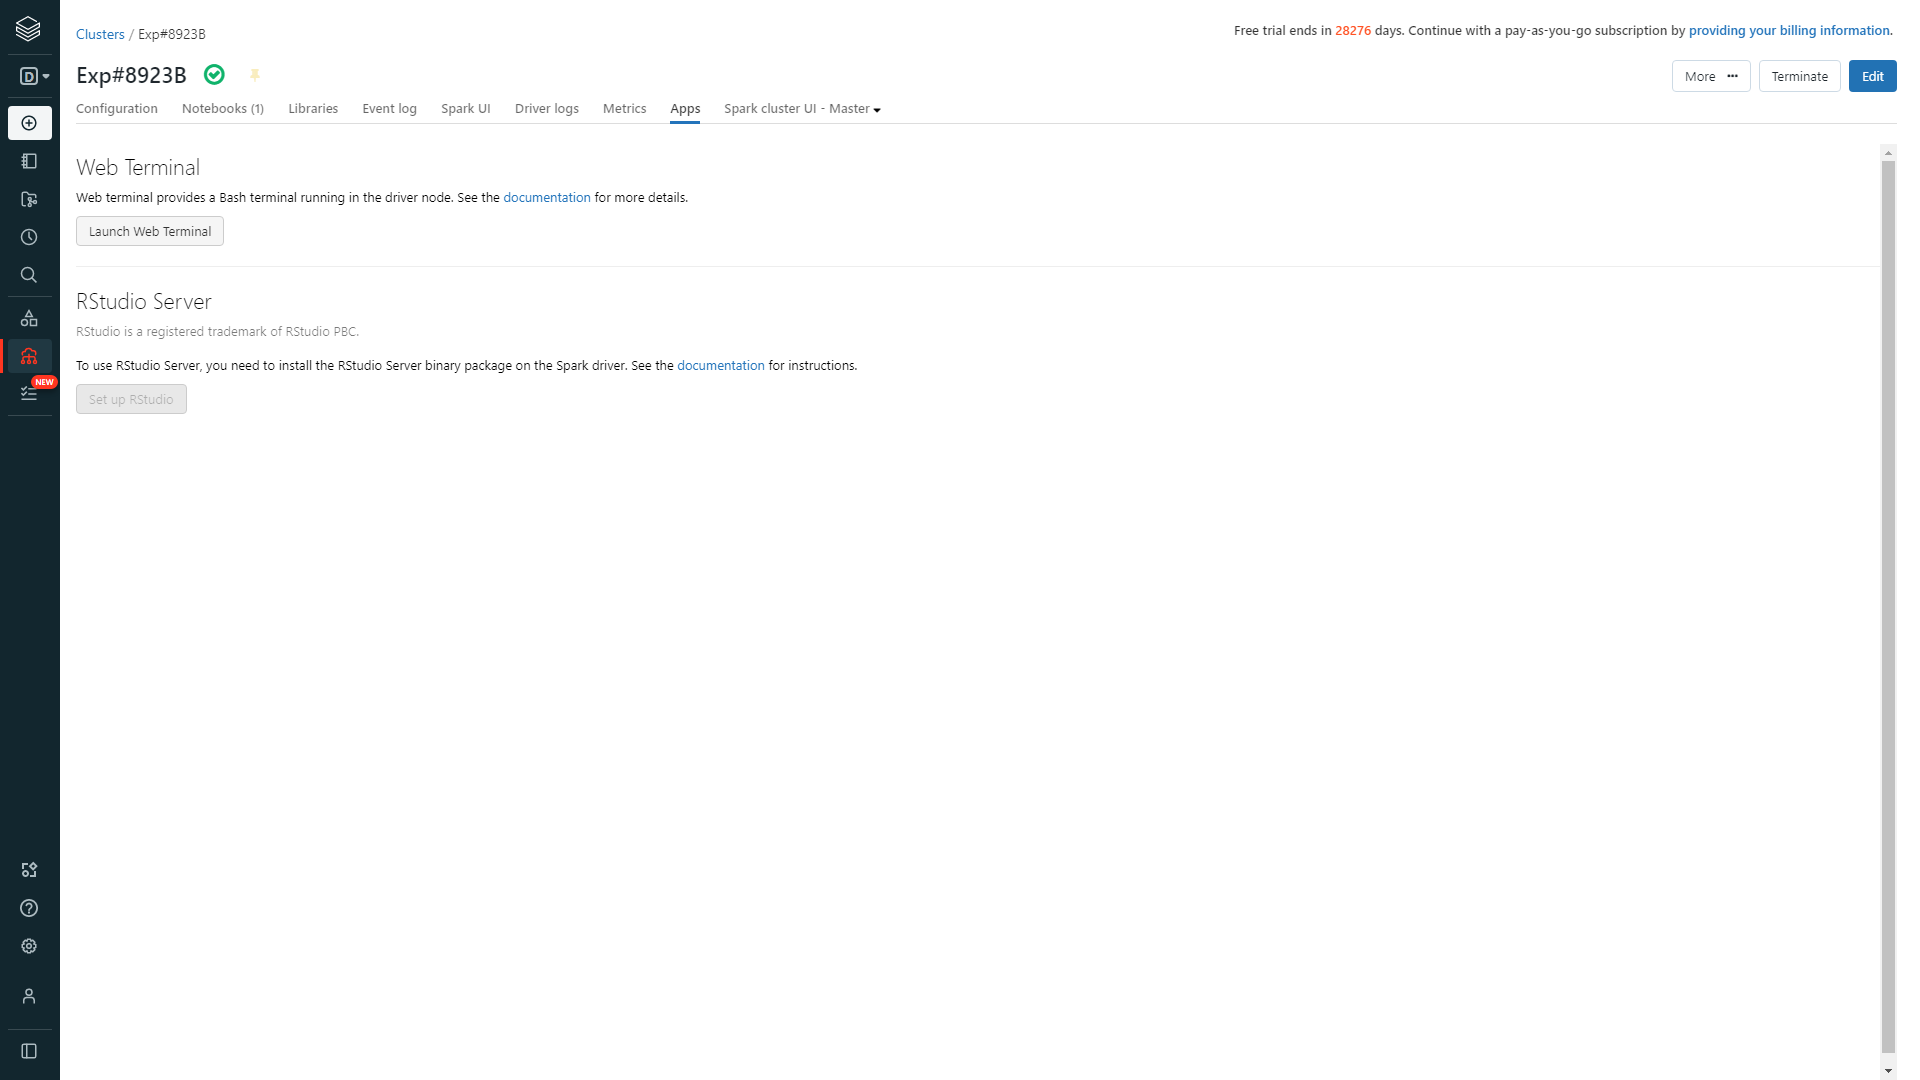 Clusters / Exp#8923B
Free trial ends in 28276 days. Continue with a pay-as-you-go subscription by providing your billing information.
D
Exp#8923B
More ···
Terminate
Edit
Configuration
Notebooks (1)
Libraries
Event log
Spark UI
Driver logs
Metrics
Apps
Spark cluster UI - Master
Web Terminal
Web terminal provides a Bash terminal running in the driver node. See the documentation for more details.
Launch Web Terminal
RStudio Server
RStudio is a registered trademark of RStudio PBC.
To use RStudio Server, you need to install the RStudio Server binary package on the Spark driver. See the documentation for instructions.
NEW
Set up RStudio